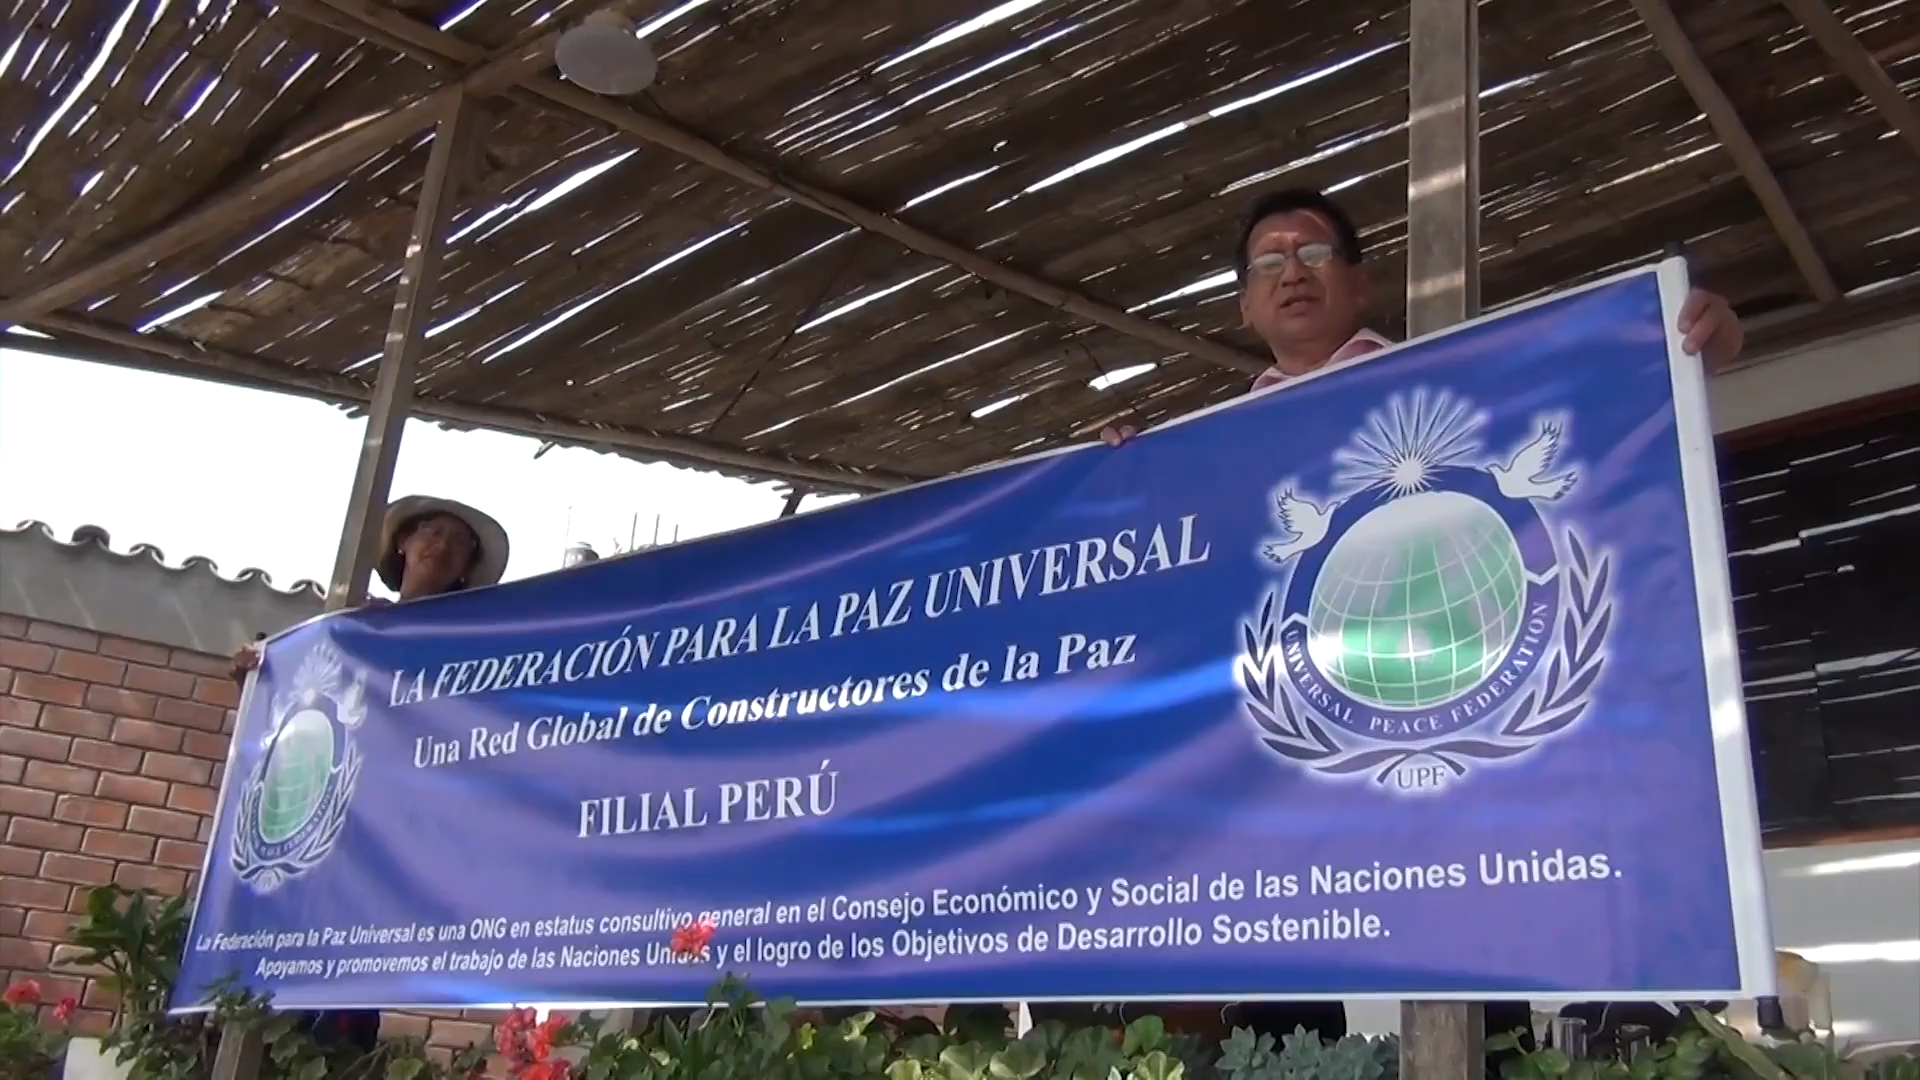 LA FEDERACIÓN PARA LA PAZ UNIVERSAL
Una Red Global de Constructores de la Paz
FILIAL PERÚ
La Federación para la Paz Universal es una ONG en estatus consultivo general en el Consejo Económico y Social de las Naciones Unidas.
Apoyamos y promovemos el trabajo de las Naciones Unidas y el logro de los Objetivos de Desarrollo Sostenible.
UNIVERSAL PEACE FEDERATION
UPF